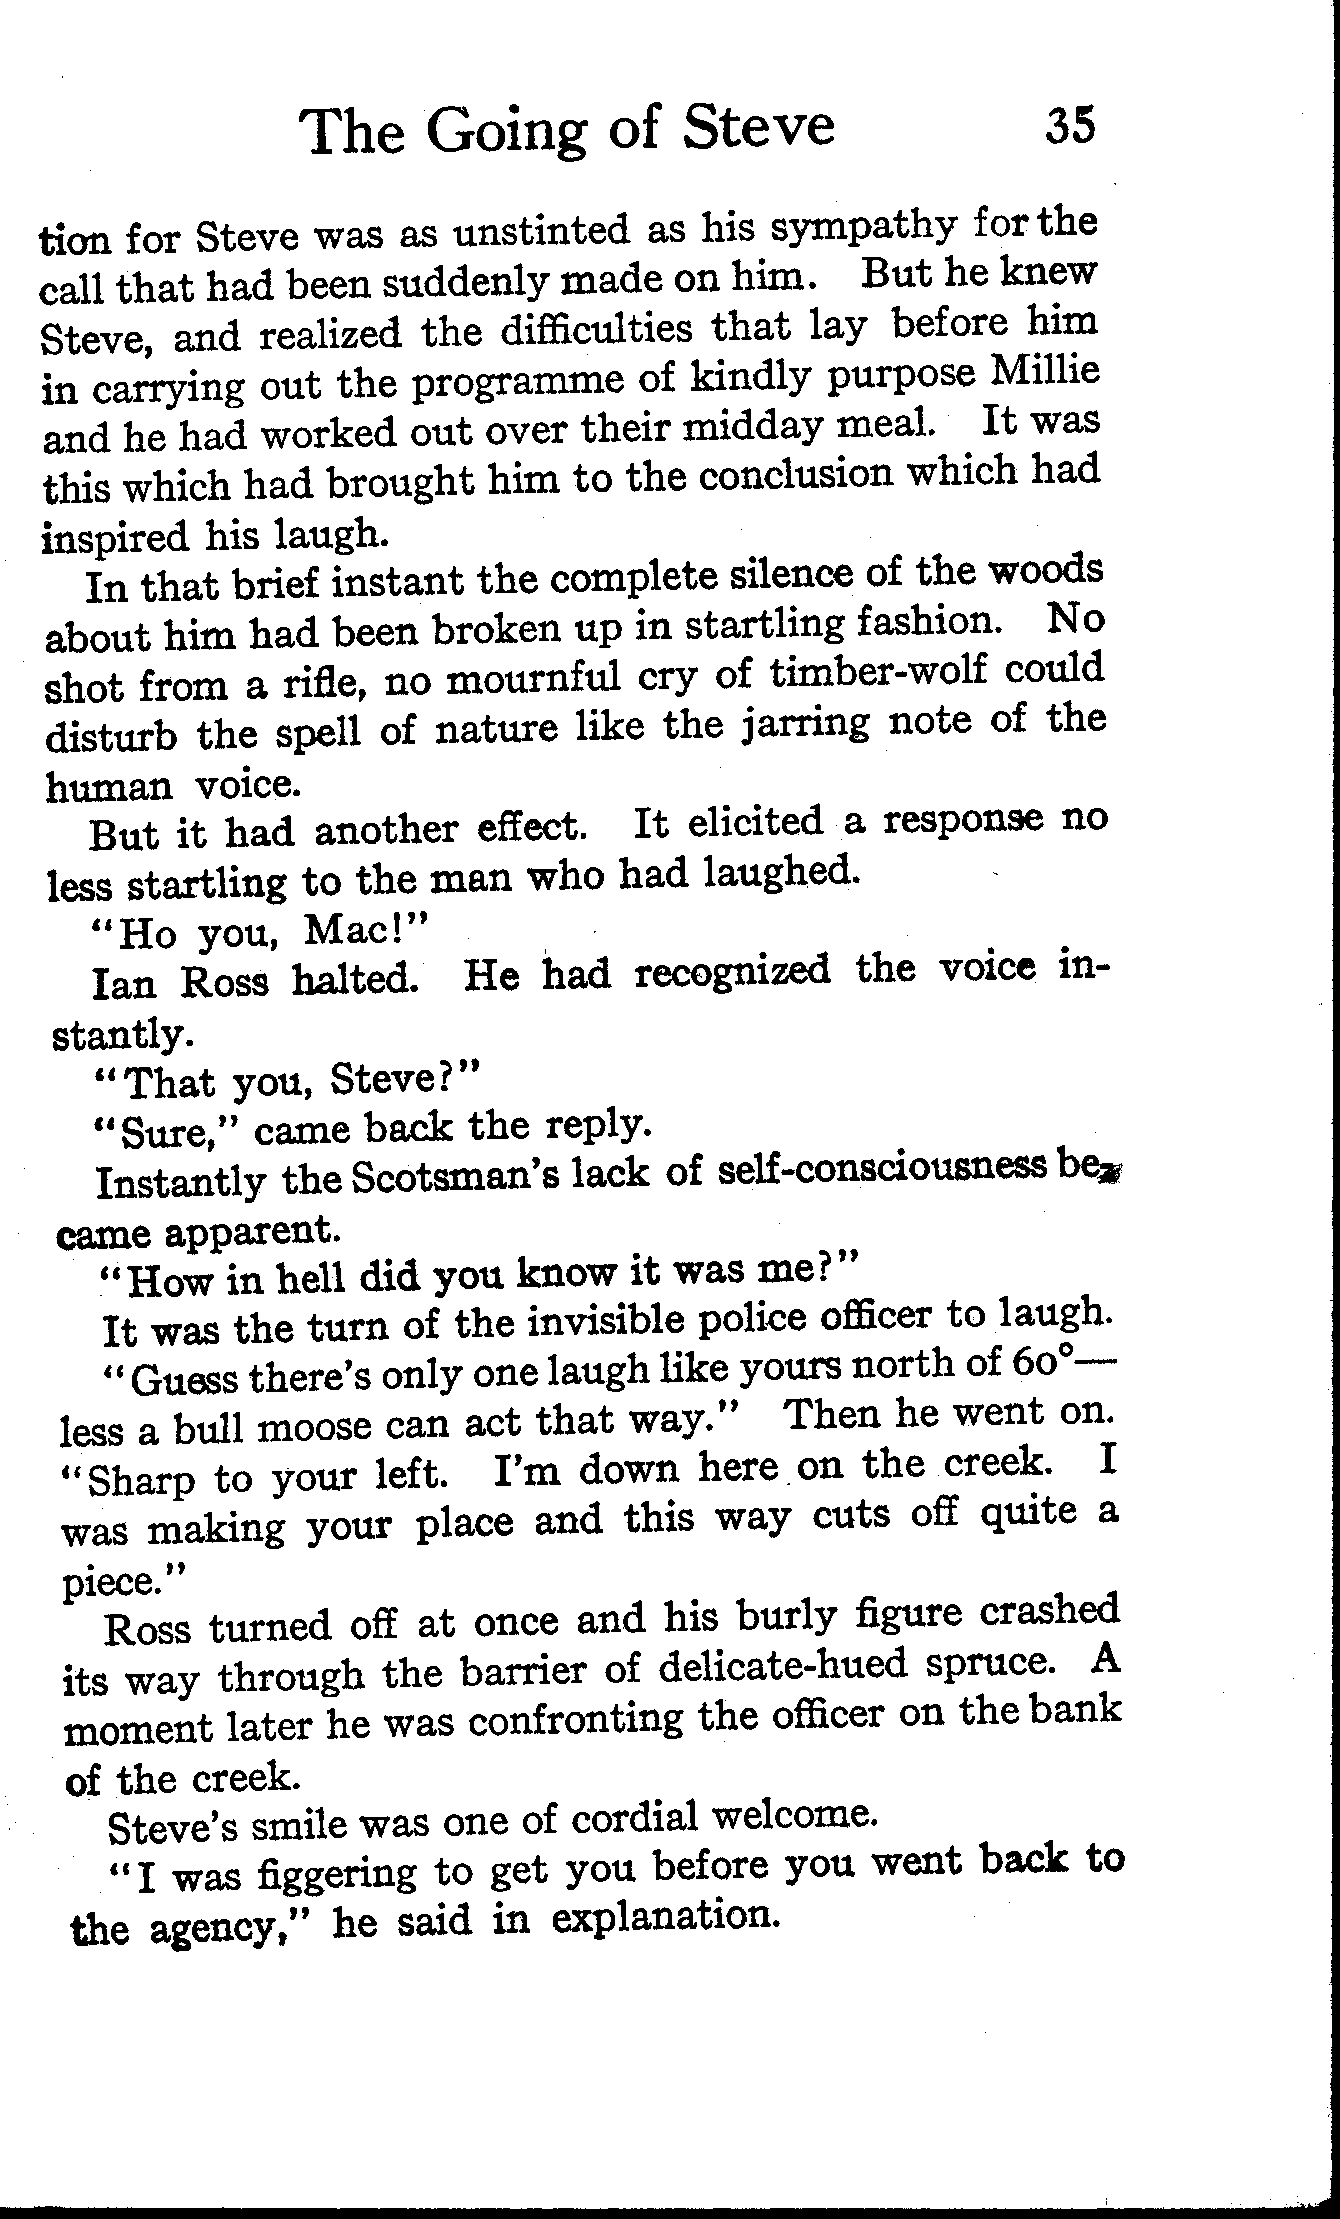 The Going of Steve 35
tion for Steve was as unstinted as his sympathy for the
call that had been suddenly made on him. But he knew
Steve, and realized the difficulties that lay before him
in carrying out the programme of kindly purpose Millie
and he had worked out over their midday meal. It was
this which had brought him to the conclusion which had
inspired his laugh.
In that brief instant the complete silence of the woods
about him had been broken up in startling fashion. No
shot from a rifle, no mournful cry of timber-wolf could
disturb the spell of nature like the jarring note of the
human voice.
But it had another effect. It elicited a response no
less startling to the man who had laughed.
"Ho you, Mac!"
Ian Ross halted. He had recognized the voice in-
stantly.
"That you, Steve?"
"Sure," came back the reply.
Instantly the Scotsman's lack of self-consciousness be-
came apparent.
"How in hell did you know it was me?"
It was the turn of the invisible police officer to laugh.
"Guess there's only one laugh like yours north of 60°—
less a bull moose can act that way." Then he went on.
"Sharp to your left. I'm down here on the creek. I
was making your place and this way cuts off quite a
piece."
Ross turned off at once and his burly figure crashed
its way through the barrier of delicate-hued spruce. A
moment later he was confronting the officer on the bank
of the creek.
Steve's smile was one of cordial welcome.
"I was figgering to get you before you went back to
the agency," he said in explanation.